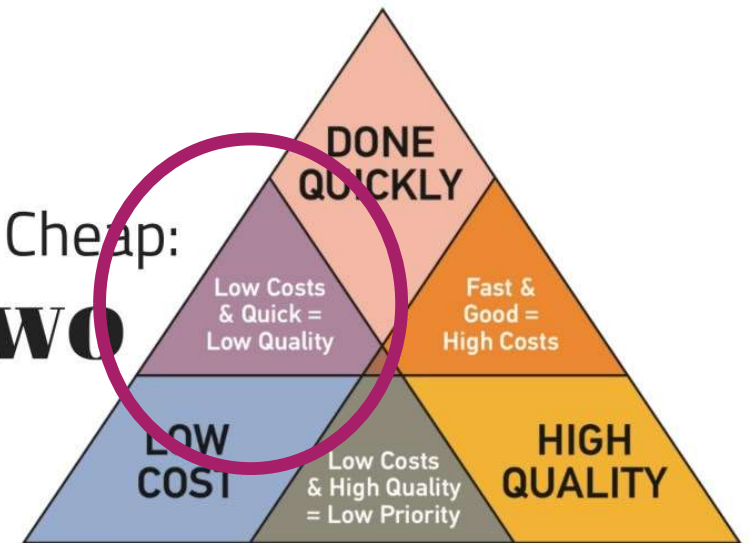 DONE
QUICKLY
Cheap:
wo
Low Costs
& Quick =
Low Quality
Fast &
Good =
High Costs
LOW
COST
Low Costs
& High Quality
= Low Priority
HIGH
QUALITY